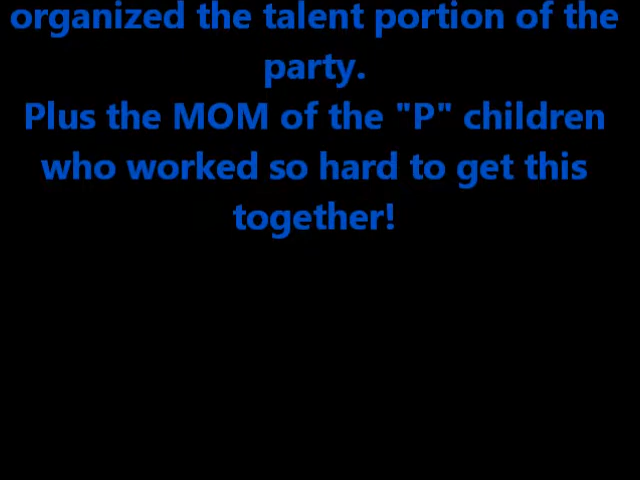 organized the talent portion of the
party.
Plus the MOM of the "P" children
who worked so hard to get this
together!